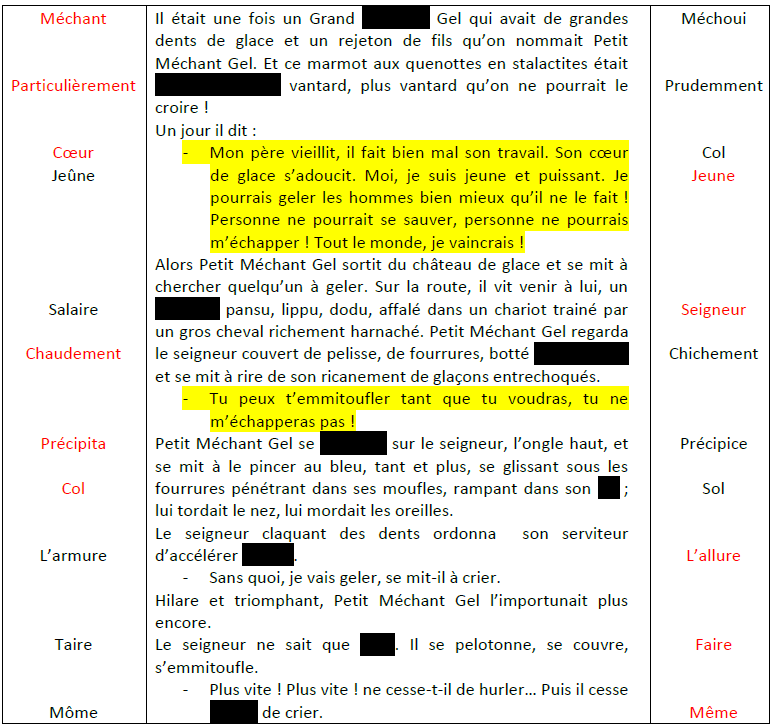 Méchant Il était une fois un Grand Gel qui avait de grandes Méchoui
dents de glace et un rejeton de fils qu'on nommait Petit
Méchant Gel. Et ce marmot aux quenottes en stalactites était
Particulièrement vantard, plus vantard qu'on ne pourrait le Prudemment
croire !
Un jour il dit :
Cœur - Mon père vieillit, il fait bien mal son travail. Son cœur Col
Jeûne de glace s'adoucit. Moi, je suis jeune et puissant. Je Jeune
pourrais geler les hommes bien mieux qu'il ne le fait !
Personne ne pourrait se sauver, personne ne pourrais
m'échapper ! Tout le monde, je vaincrais !
Alors Petit Méchant Gel sortit du château de glace et se mit à
chercher quelqu'un à geler. Sur la route, il vit venir à lui, un
Salaire pansu, lippu, dodu, affalé dans un chariot trainé par Seigneur
un gros cheval richement harnaché. Petit Méchant Gel regarda
Chaudement le seigneur couvert de pelisse, de fourrures, botté Chichement
et se mit à rire de son ricanement de glaçons entrechoqués.
- Tu peux t'emmitoufler tant que tu voudras, tu ne
m'échapperas pas !
Précipita Petit Méchant Gel se sur le seigneur, l'ongle haut, et Précipice
se mit à le pincer au bleu, tant et plus, se glissant sous les
Col fourrures pénétrant dans ses moufles, rampant dans son ; Sol
lui tordait le nez, lui mordait les oreilles.
Le seigneur claquant des dents ordonna son serviteur
L'armure d'accélérer . L'allure
- Sans quoi, je vais geler, se mit-il à crier.
Hilare et triomphant, Petit Méchant Gel l'importunait plus
encore.
Taire Le seigneur ne sait que . Il se pelotonne, se couvre, Faire
s'emmitoufle.
- Plus vite ! Plus vite ! ne cesse-t-il de hurler… Puis il cesse
Môme de crier. Même